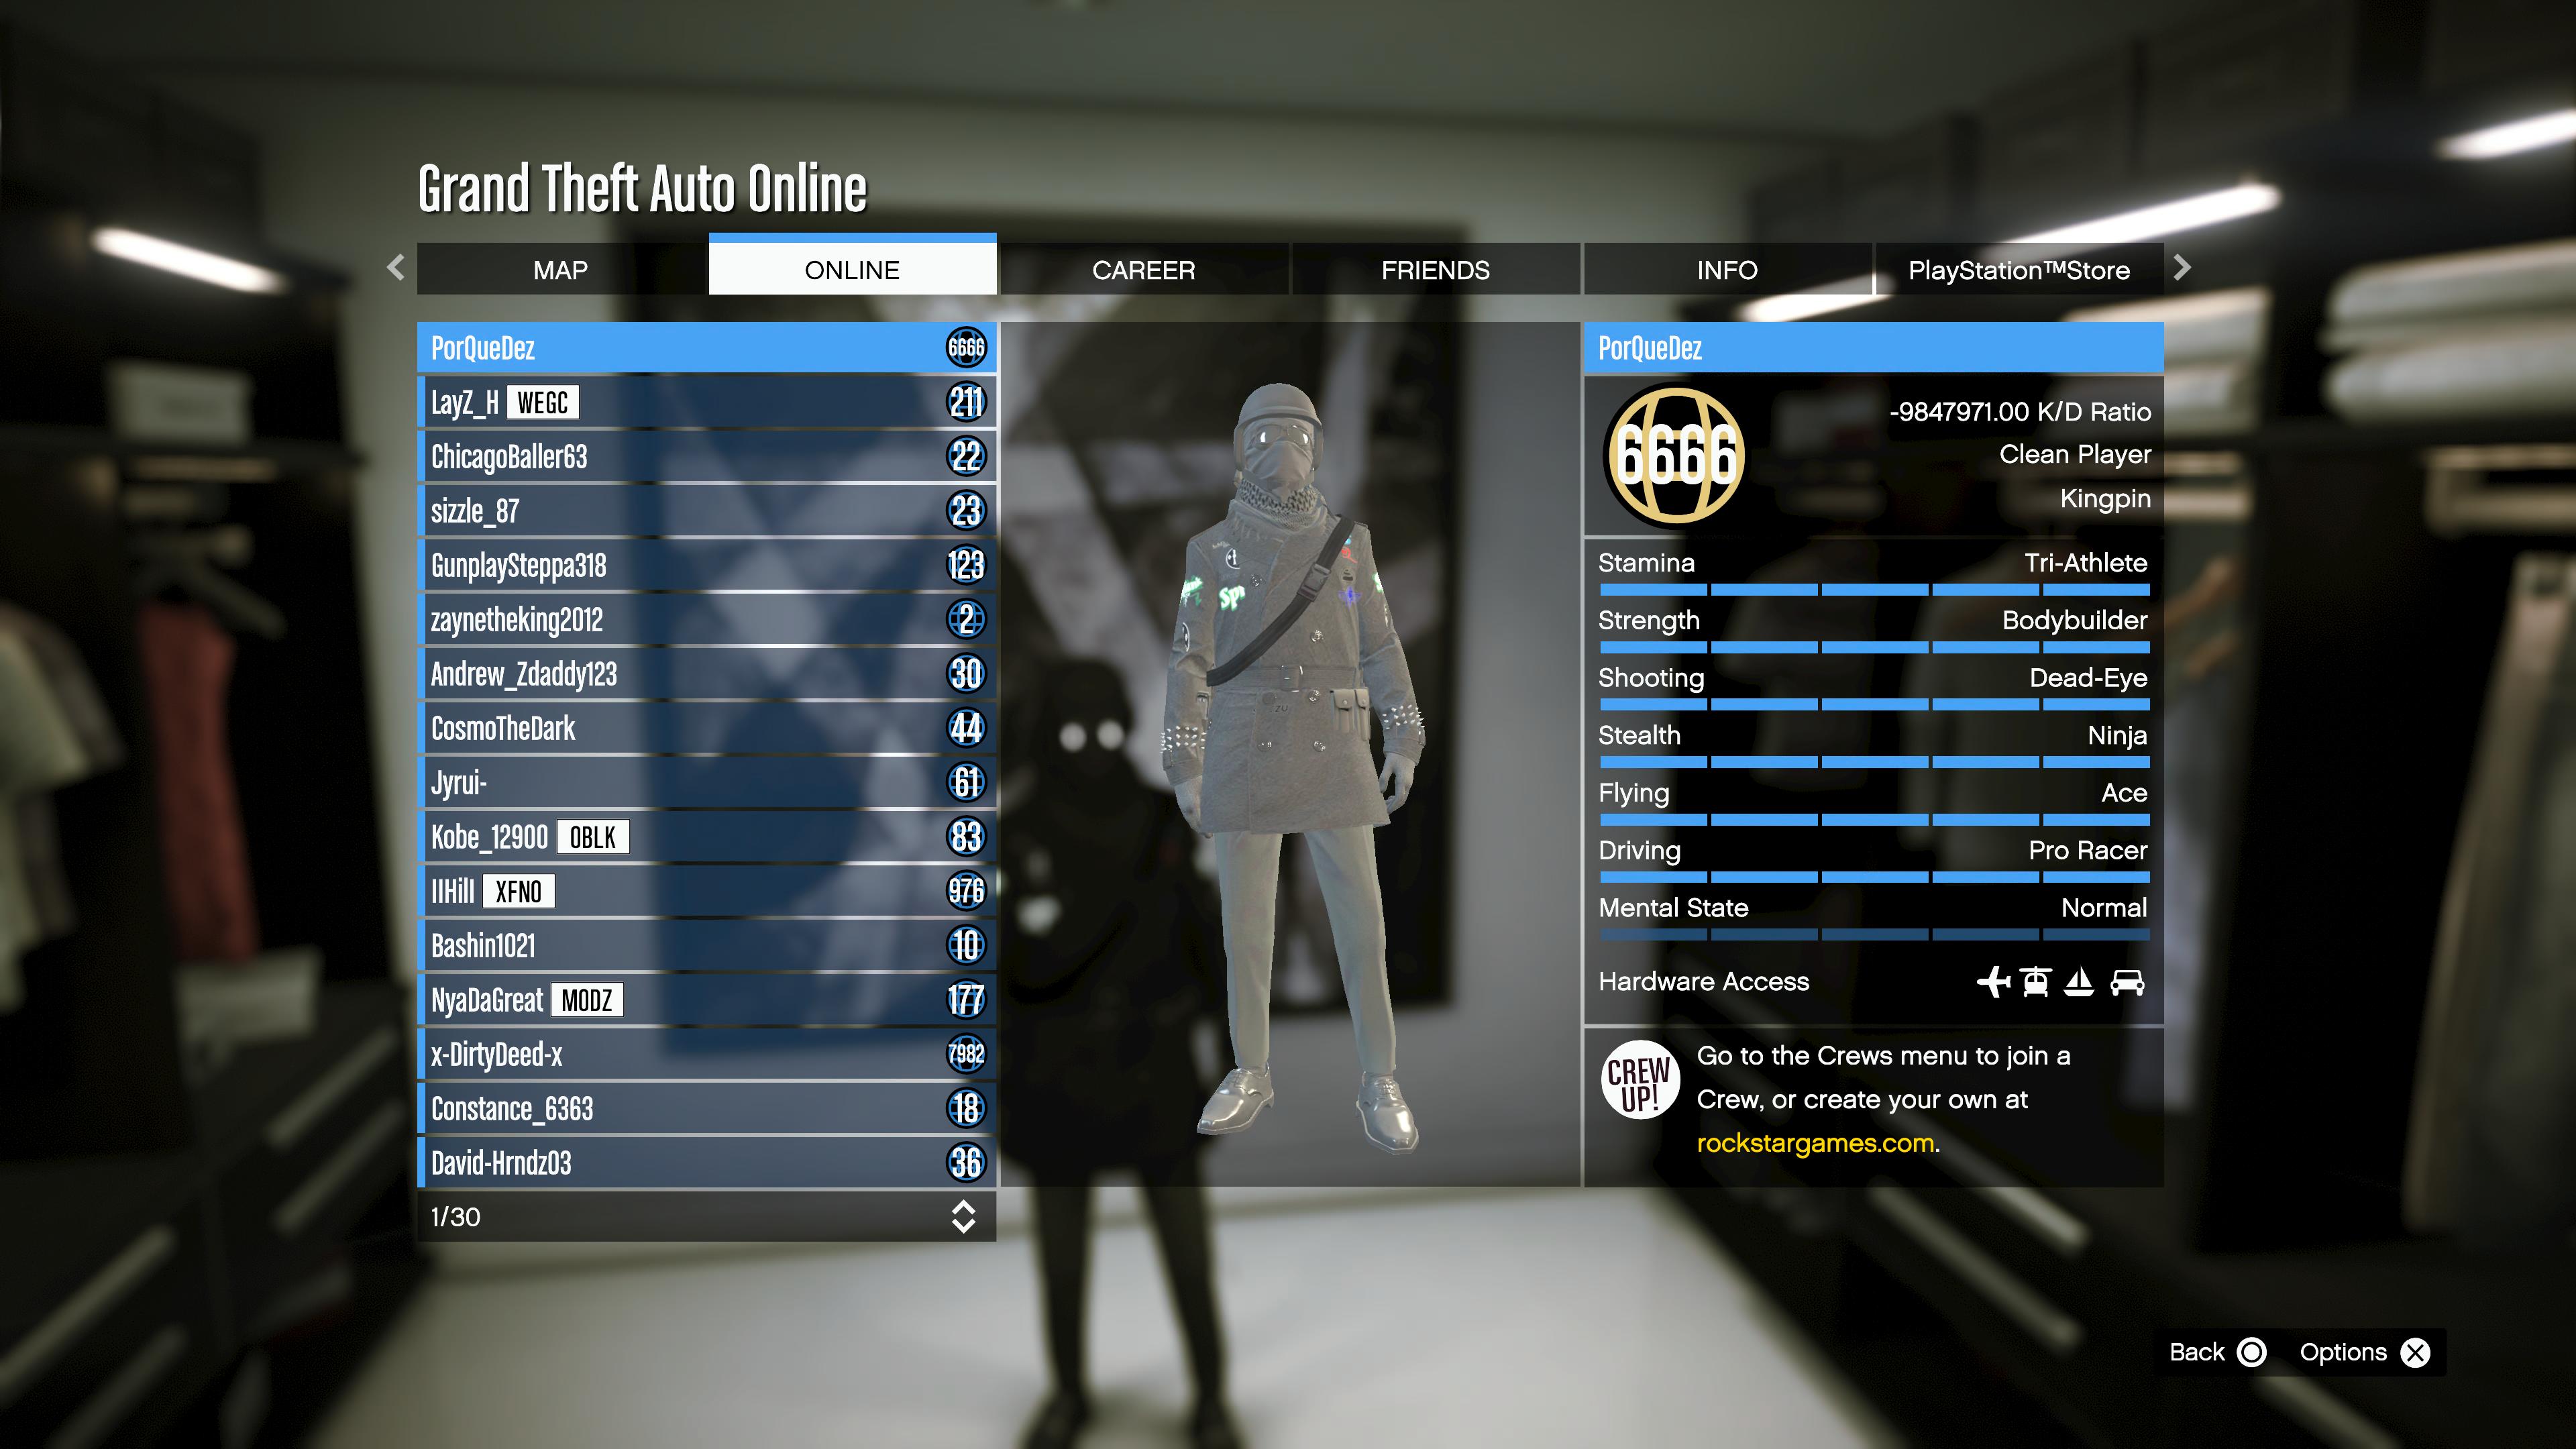 Grand Theft Auto Online
MAP
ONLINE
CAREER
FRIENDS
INFO
PlayStation™Store
PorQueDez 6666
LayZ_H WEGC 211
ChicagoBaller63 22
sizzle_87 23
GunplaySteppa318 123
zaynetheking2012 2
Andrew_Zdaddy123 30
CosmoTheDark 44
Jyrui- 61
Kobe_12900 OBLK 83
IIHill XFNO 976
Bashin1021 10
NyaDaGreat MODZ 177
x-DirtyDeed-x 7982
Constance_6363 18
David-Hrndz03 36
1/30
PorQueDez
6666
-9847971.00 K/D Ratio
Clean Player
Kingpin
Stamina Tri-Athlete
Strength Bodybuilder
Shooting Dead-Eye
Stealth Ninja
Flying Ace
Driving Pro Racer
Mental State Normal
Hardware Access
CREW
UP!
Go to the Crews menu to join a
Crew, or create your own at
rockstargames.com.
Back
Options